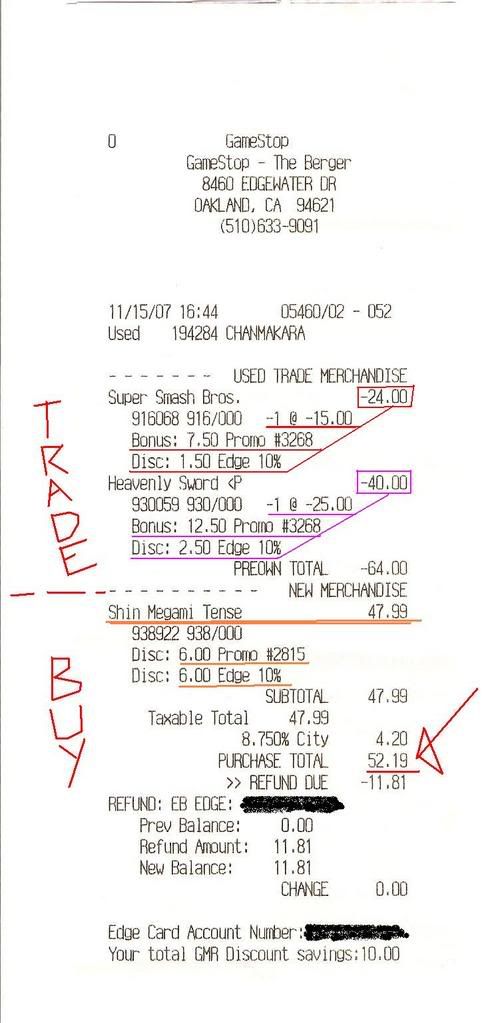 0 GameStop
GameStop - The Berger
8460 EDGEWATER DR
OAKLAND, CA 94621
(510)633-9091
11/15/07 16:44 05460/02 - 052
Used 194284 CHANMAKARA
- - - - - - - USED TRADE MERCHANDISE
Super Smash Bros. -24.00
916068 916/000 -1 @ -15.00
Bonus: 7.50 Promo #3268
Disc: 1.50 Edge 10%
Heavenly Sword <P -40.00
930059 930/000 -1 @ -25.00
Bonus: 12.50 Promo #3268
Disc: 2.50 Edge 10%
PREOWN TOTAL -64.00
TRADE
- - - - - - - - - - NEW MERCHANDISE
Shin Megami Tense 47.99
938922 938/000
Disc: 6.00 Promo #2815
Disc: 6.00 Edge 10%
SUBTOTAL 47.99
Taxable Total 47.99
8.750% City 4.20
PURCHASE TOTAL 52.19
>> REFUND DUE -11.81
BUY
REFUND: EB EDGE:
Prev Balance: 0.00
Refund Amount: 11.81
New Balance: 11.81
CHANGE 0.00
Edge Card Account Number:
Your total GMR Discount savings:10.00